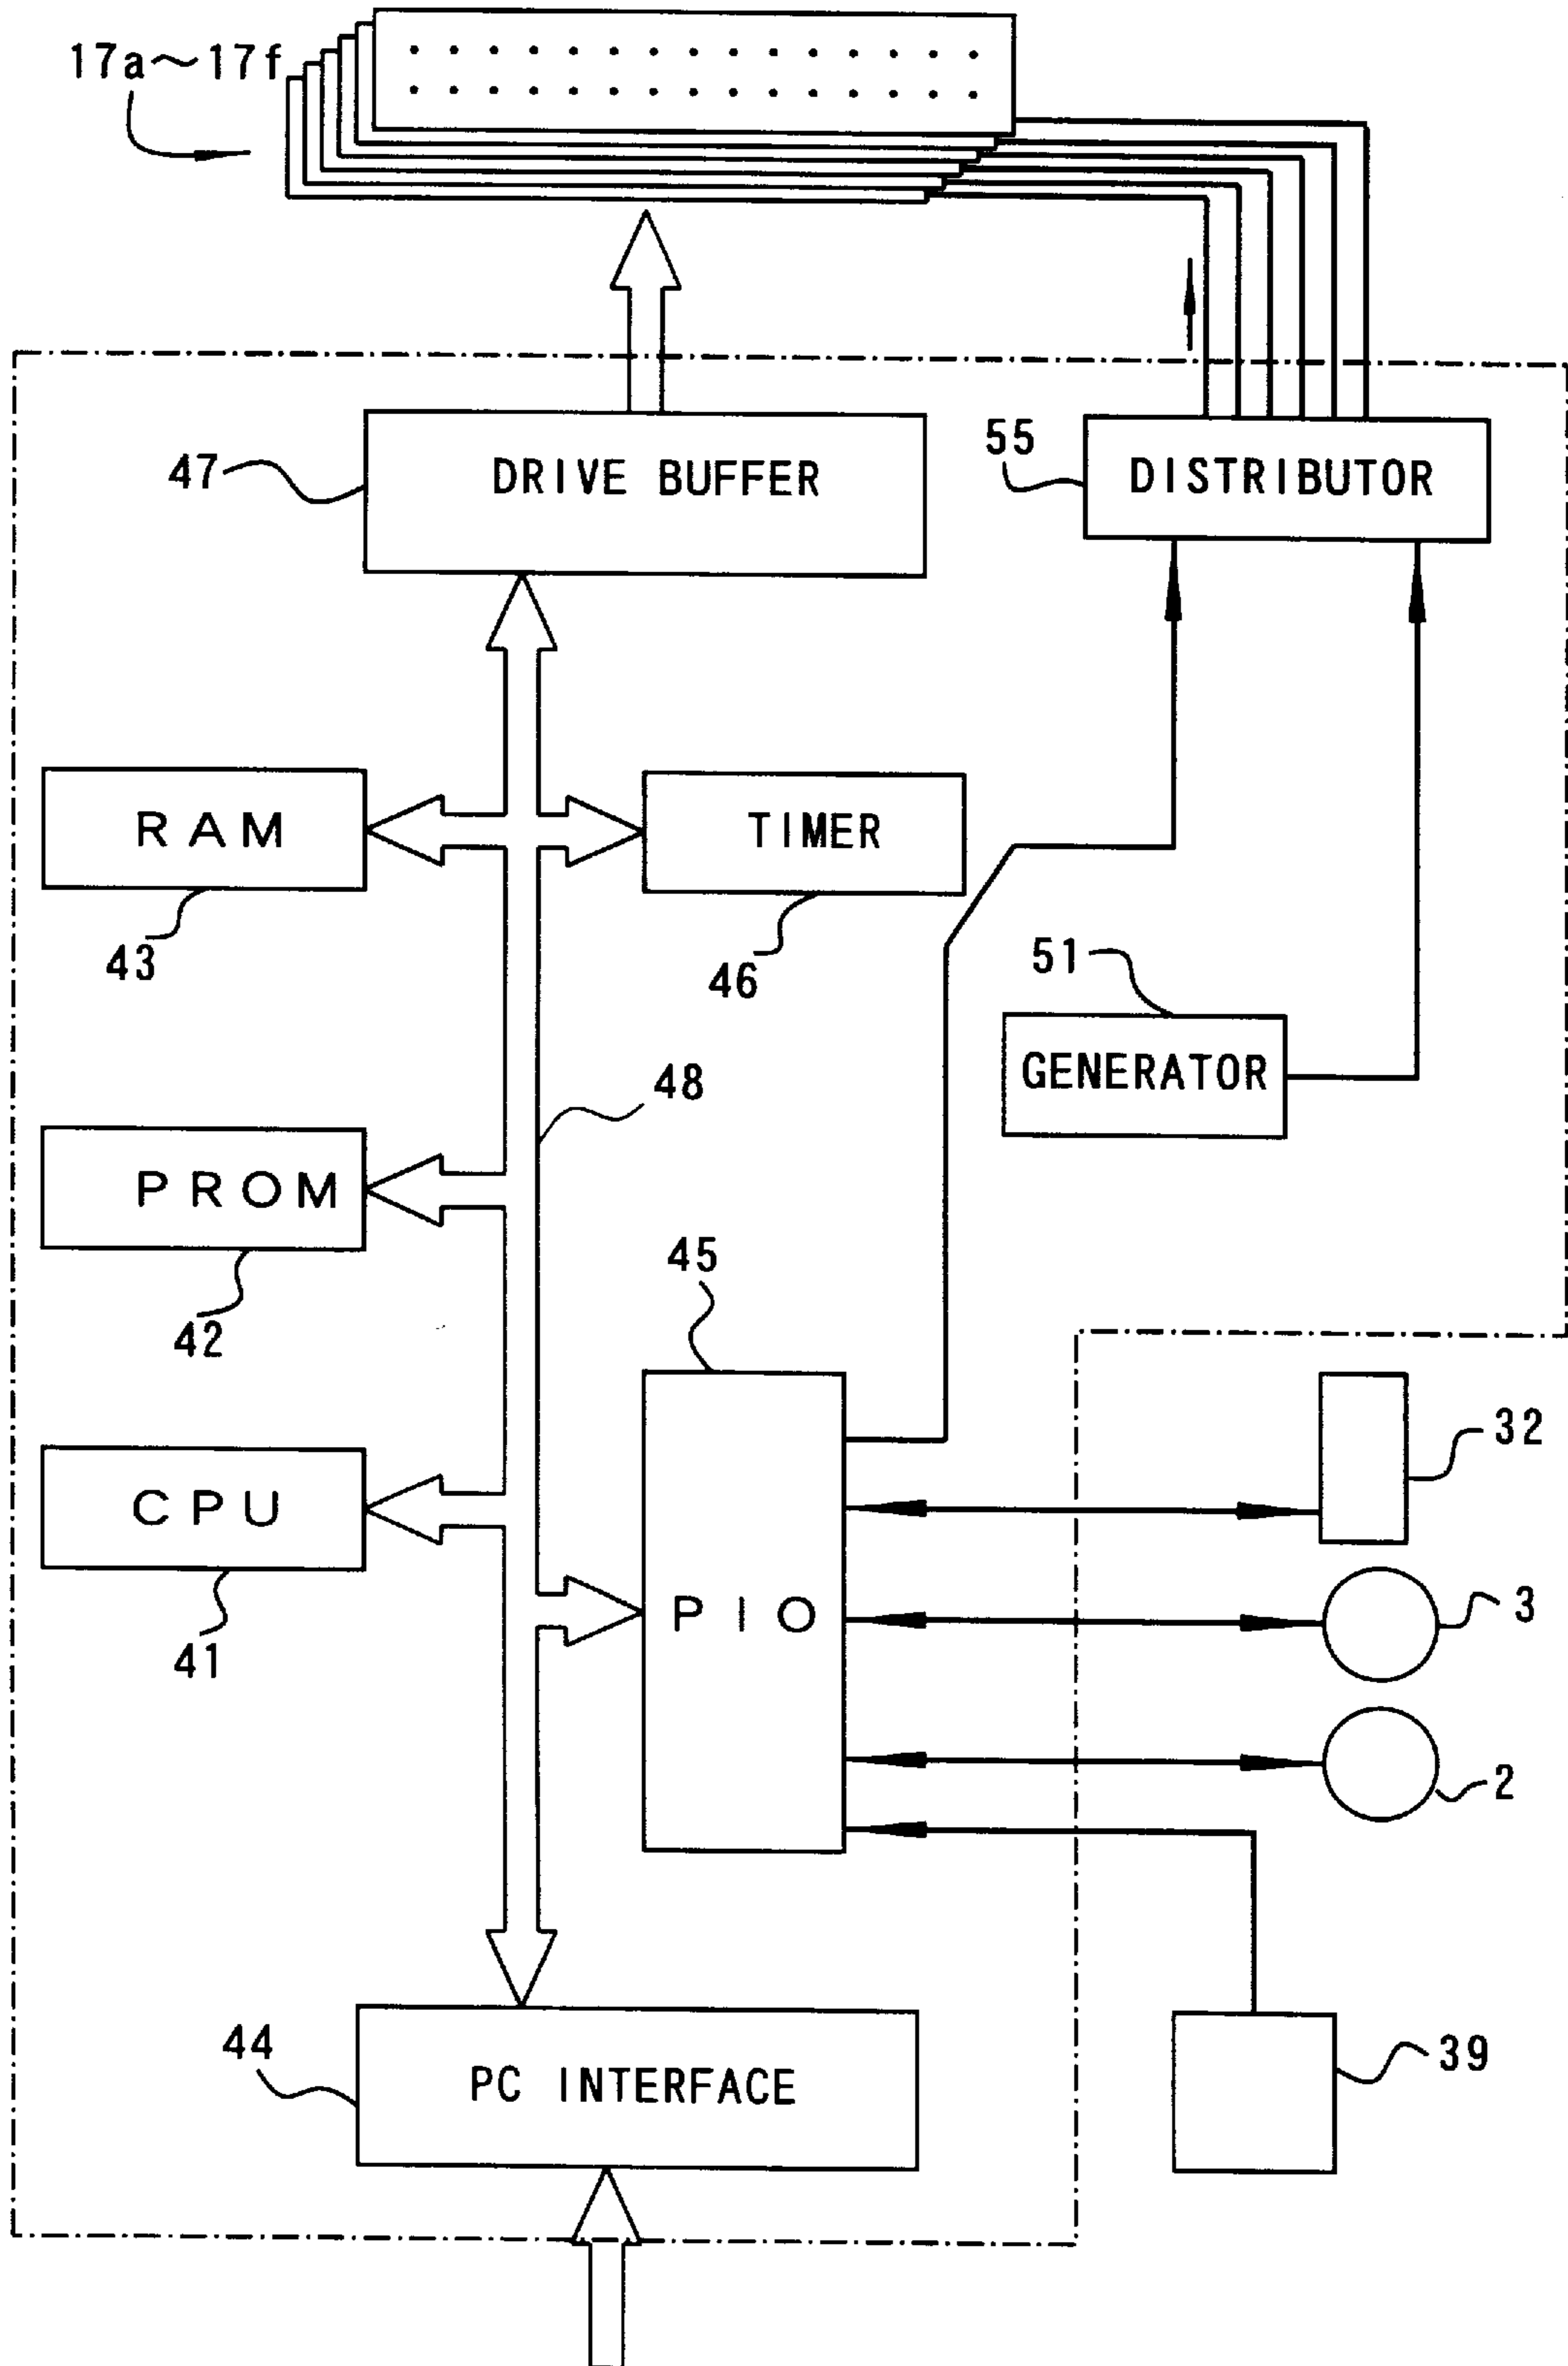 17a~17f
47
DRIVE BUFFER
55
DISTRIBUTOR
RAM
TIMER
43
46
51
GENERATOR
48
PROM
42
45
32
CPU
41
PIO
3
2
44
PC INTERFACE
39